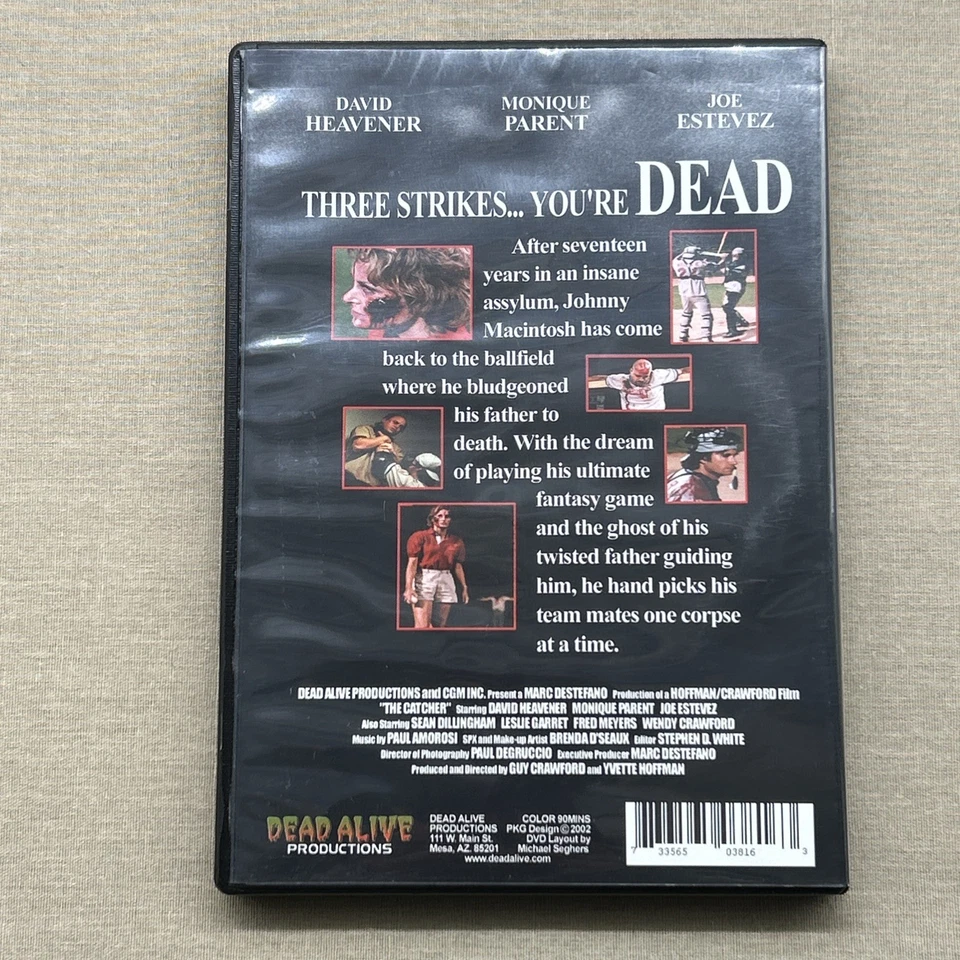 DAVID HEAVENER
MONIQUE PARENT
JOE ESTEVEZ
THREE STRIKES... YOU'RE DEAD
After seventeen
years in an insane
assylum, Johnny
Macintosh has come
back to the ballfield
where he bludgeoned
his father to
death. With the dream
of playing his ultimate
fantasy game
and the ghost of his
twisted father guiding
him, he hand picks his
team mates one corpse
at a time.
DEAD ALIVE PRODUCTIONS and CGM INC. Present a MARC DESTEFANO Production of a HOFFMAN/CRAWFORD Film
"THE CATCHER" Starring DAVID HEAVENER MONIQUE PARENT JOE ESTEVEZ
Also Starring SEAN DILLINGHAM LESLIE GARRET FRED MEYERS WENDY CRAWFORD
Music by PAUL AMOROSI SPX and Make-up Artist BRENDA D'SEAUX Editor STEPHEN D. WHITE
Director of Photography PAUL DEGRUCCIO Executive Producer MARC DESTEFANO
Produced and Directed by GUY CRAWFORD and YVETTE HOFFMAN
DEAD ALIVE
PRODUCTIONS
DEAD ALIVE
PRODUCTIONS
111 W. Main St.
Mesa, AZ. 85201
COLOR 90MINS
PKG Design © 2002
DVD Layout by
Michael Seghers
www.deadalive.com
7 33565 03816 3